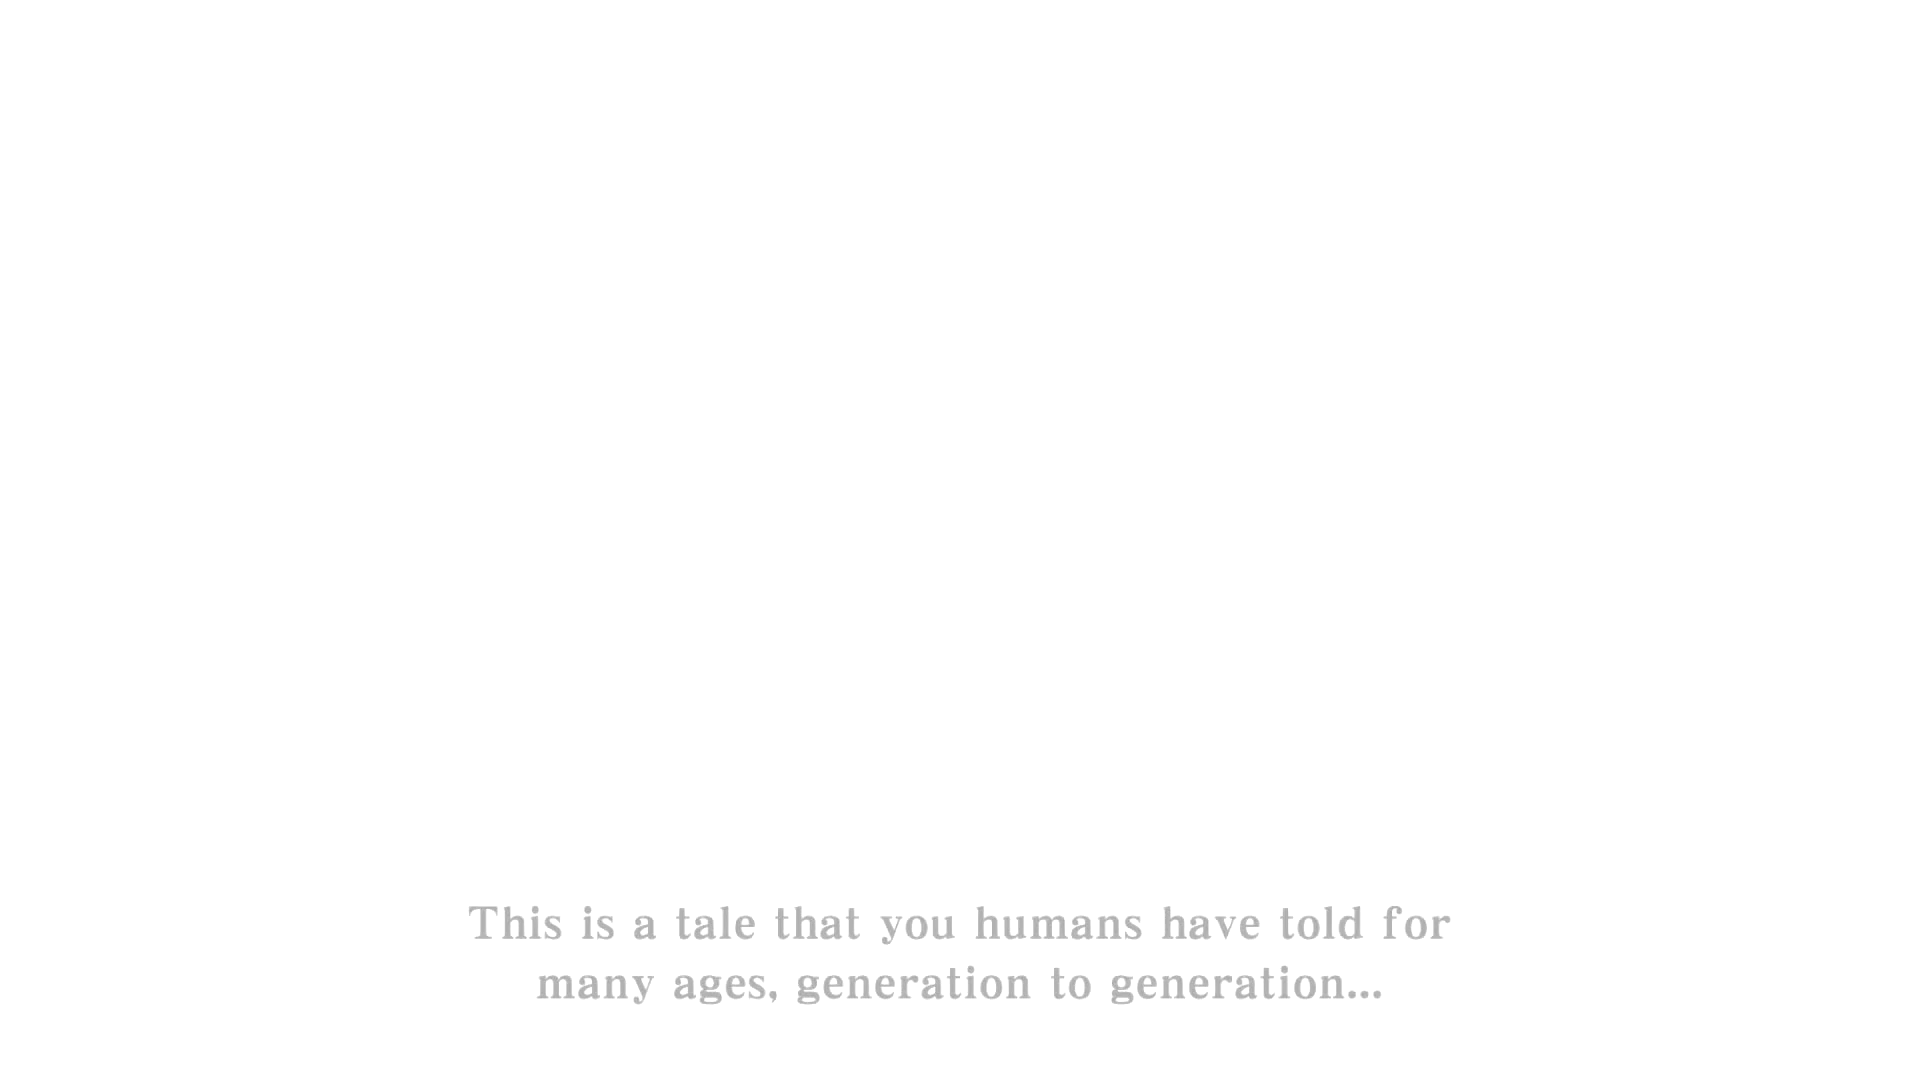 This is a tale that you humans have told for
many ages, generation to generation...